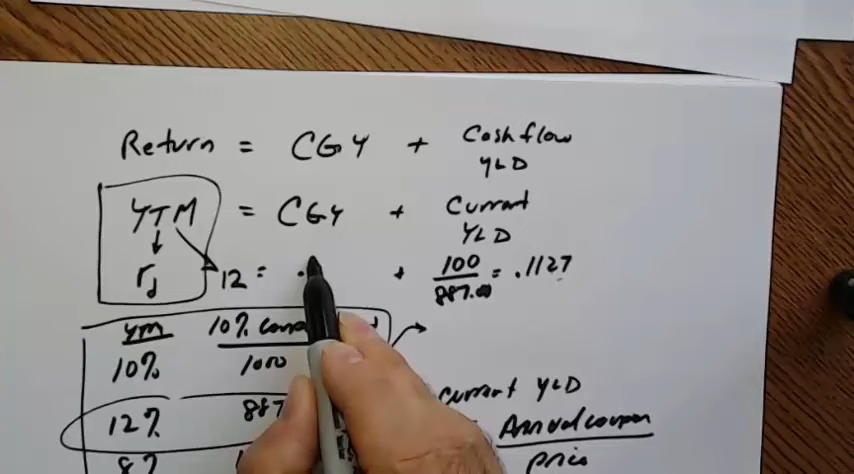 Return = CGY + Cashflow YLD
YTM = CGY + Current YLD
rd 12 = . + 100 / 887.00 = .1127
YTM 10%
10% 1000
12% 887
8%
Current YLD
Annual coupon
price